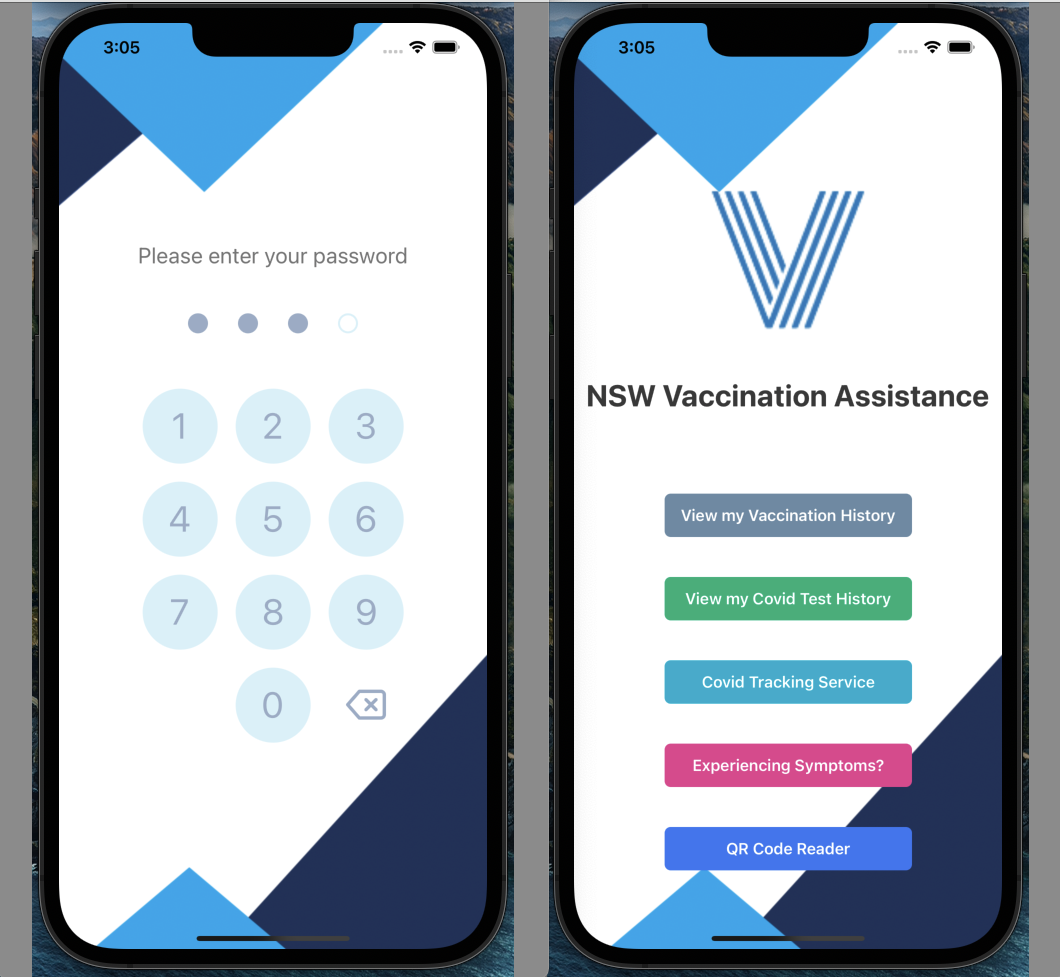 3:05
Please enter your password
1 2 3
4 5 6
7 8 9
0
3:05
NSW Vaccination Assistance
View my Vaccination History
View my Covid Test History
Covid Tracking Service
Experiencing Symptoms?
QR Code Reader